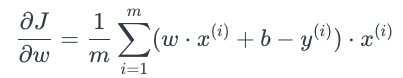 ∂J/∂w = 1/m ∑_{i=1}^{m} (w · x^{(i)} + b − y^{(i)}) · x^{(i)}